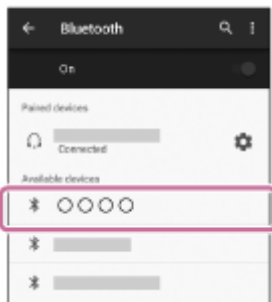 Bluetooth
On
Paired devices
Connected
Available devices
○○○○